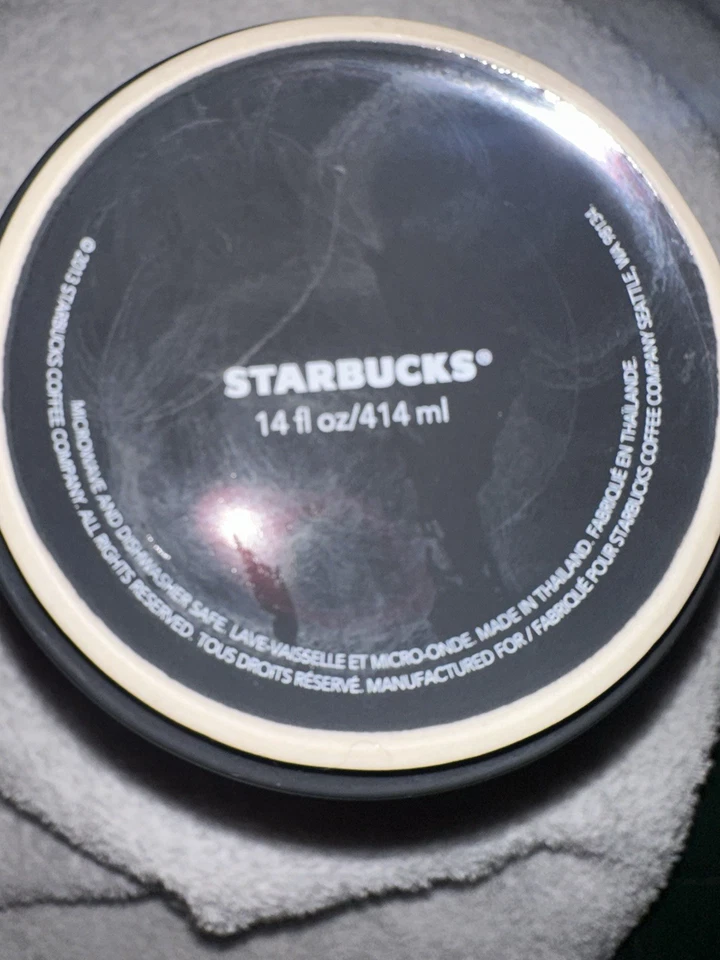 STARBUCKS®
14 fl oz/414 ml
MICROWAVE AND DISHWASHER SAFE. LAVE-VAISSELLE ET MICRO-ONDE. MADE IN THAILAND. FABRIQUÉ EN THAÏLANDE.
© 2013 STARBUCKS COFFEE COMPANY. ALL RIGHTS RESERVED. TOUS DROITS RÉSERVÉ. MANUFACTURED FOR / FABRIQUÉ POUR STARBUCKS COFFEE COMPANY SEATTLE, WA 98134.